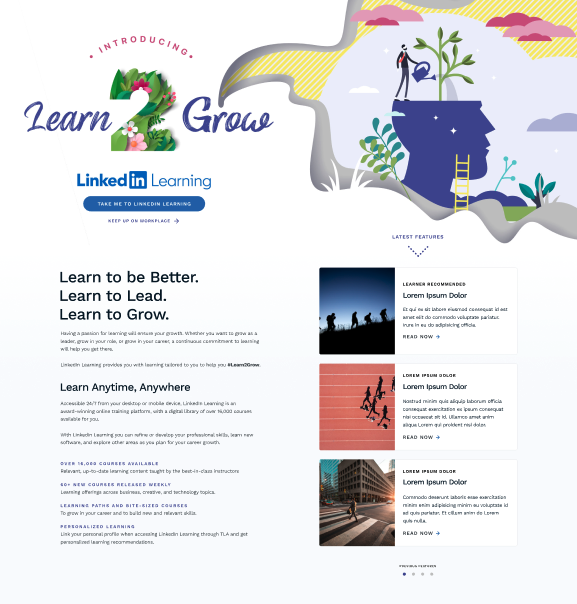 • INTRODUCING •
Learn 2 Grow
Linked in Learning
TAKE ME TO LINKEDIN LEARNING
KEEP UP ON WORKPLACE →
Learn to be Better.
Learn to Lead.
Learn to Grow.
Having a passion for learning will ensure your growth. Whether you want to grow as a
leader, grow in your role, or grow in your career, a continuous commitment to learning
will help you get there.
LinkedIn Learning provides you with learning tailored to you to help you #Learn2Grow.
Learn Anytime, Anywhere
Accessible 24/7 from your desktop or mobile device, LinkedIn Learning is an
award-winning online training platform, with a digital library of over 16,000 courses
available for you.
With LinkedIn Learning you can refine or develop your professional skills, learn new
software, and explore other areas as you plan for your career growth.
OVER 16,000 COURSES AVAILABLE
Relevant, up-to-date learning content taught by the best-in-class instructors
60+ NEW COURSES RELEASED WEEKLY
Learning offerings across business, creative, and technology topics.
LEARNING PATHS AND BITE-SIZED COURSES
To grow in your career and to build new and relevant skills.
PERSONALIZED LEARNING
Link your personal profile when accessing LinkedIn Learning through TLA and get
personalized learning recommendations.
LATEST FEATURES
LEARNER RECOMMENDED
Lorem Ipsum Dolor
Et qui ne sit labore eiusmod consequat id est
amet elit do commodo voluptate pariatur.
Irure in eu do adipisicing officia.
READ NOW →
LOREM IPSUM DOLOR
Lorem Ipsum Dolor
Nostrud minim quis aliquip laborum officia
consequat exercitation ex ipsum consequat
nisi occaecat id id. Ullamco amet anim
aliqua Lorem qui proident nisi dolor.
READ NOW →
LOREM IPSUM DOLOR
Lorem Ipsum Dolor
Commodo deserunt laboris esse exercitation
minim anim adipisicing minim voluptate id
ad quis pariatur. Et cillum anim do Lorem
quis nulla.
READ NOW →
PREVIOUS FEATURES